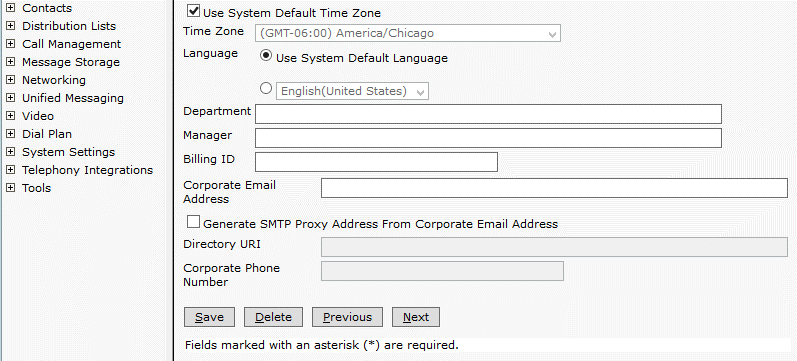 Contacts
Distribution Lists
Call Management
Message Storage
Networking
Unified Messaging
Video
Dial Plan
System Settings
Telephony Integrations
Tools
Use System Default Time Zone
Time Zone (GMT-06:00) America/Chicago
Language Use System Default Language
English(United States)
Department
Manager
Billing ID
Corporate Email
Address
Generate SMTP Proxy Address From Corporate Email Address
Directory URI
Corporate Phone
Number
Save Delete Previous Next
Fields marked with an asterisk (*) are required.